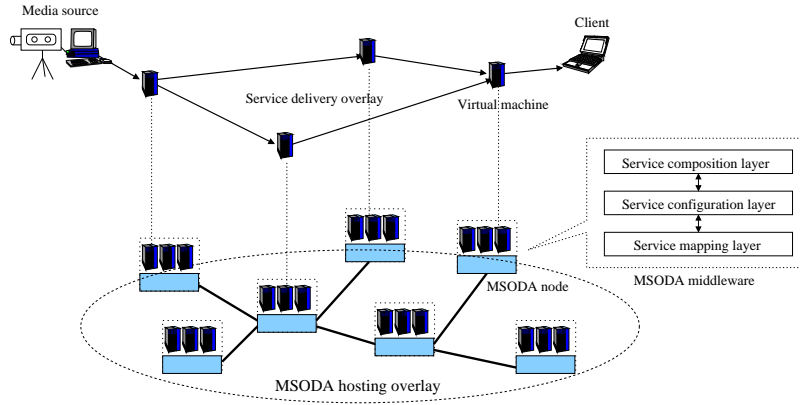 Media source
Client
Service delivery overlay
Virtual machine
Service composition layer
Service configuration layer
Service mapping layer
MSODA middleware
MSODA node
MSODA hosting overlay